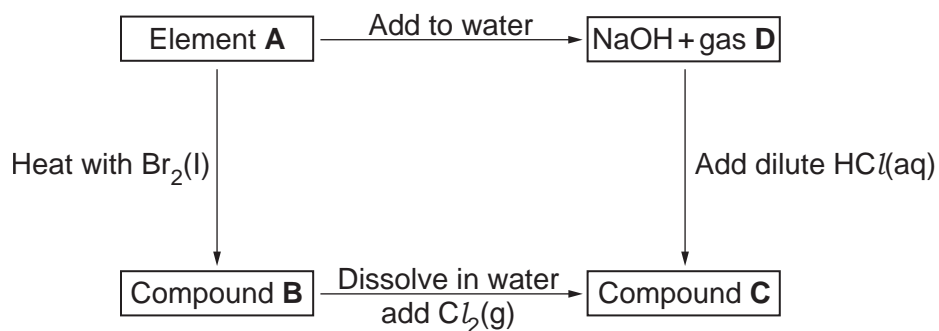 Element A
Add to water
NaOH + gas D
Heat with Br₂(l)
Add dilute HCl(aq)
Compound B
Dissolve in water
add Cl₂(g)
Compound C